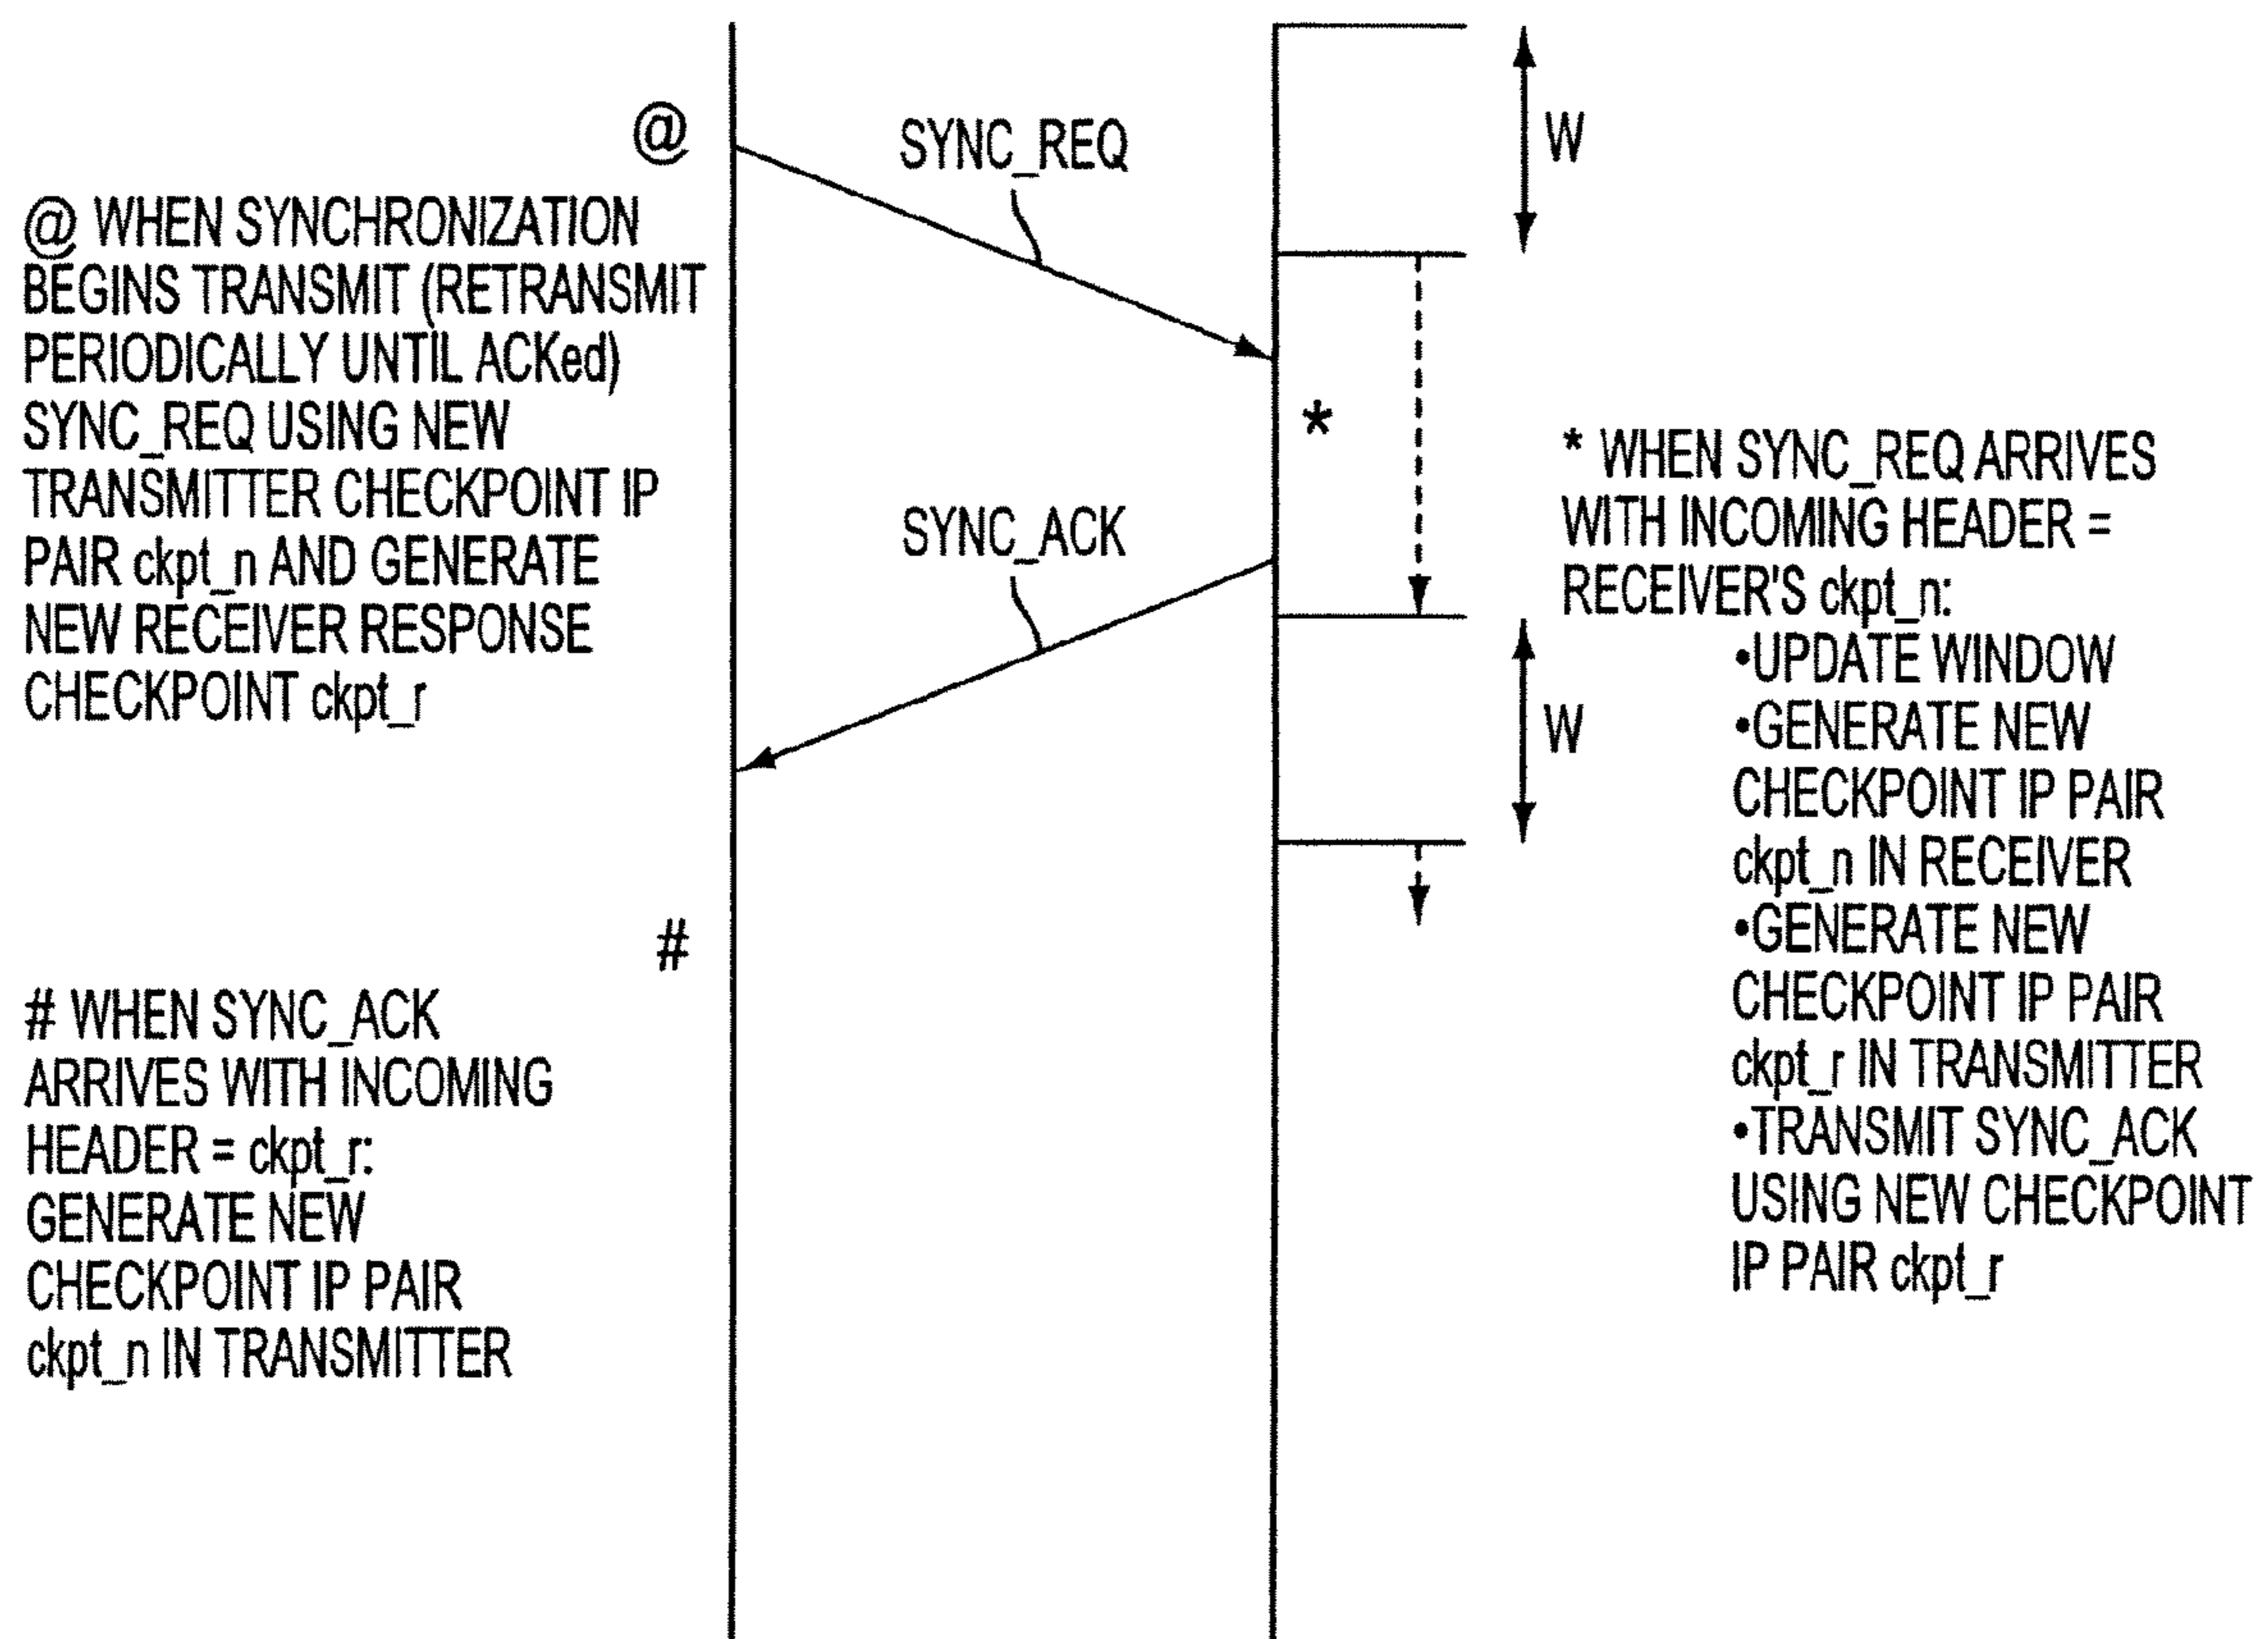 @
@ WHEN SYNCHRONIZATION
BEGINS TRANSMIT (RETRANSMIT
PERIODICALLY UNTIL ACKed)
SYNC_REQ USING NEW
TRANSMITTER CHECKPOINT IP
PAIR ckpt_n AND GENERATE
NEW RECEIVER RESPONSE
CHECKPOINT ckpt_r
SYNC_REQ
W
*
SYNC_ACK
W
* WHEN SYNC_REQ ARRIVES
WITH INCOMING HEADER =
RECEIVER'S ckpt_n:
•UPDATE WINDOW
•GENERATE NEW
CHECKPOINT IP PAIR
ckpt_n IN RECEIVER
•GENERATE NEW
CHECKPOINT IP PAIR
ckpt_r IN TRANSMITTER
•TRANSMIT SYNC_ACK
USING NEW CHECKPOINT
IP PAIR ckpt_r
#
# WHEN SYNC_ACK
ARRIVES WITH INCOMING
HEADER = ckpt_r:
GENERATE NEW
CHECKPOINT IP PAIR
ckpt_n IN TRANSMITTER